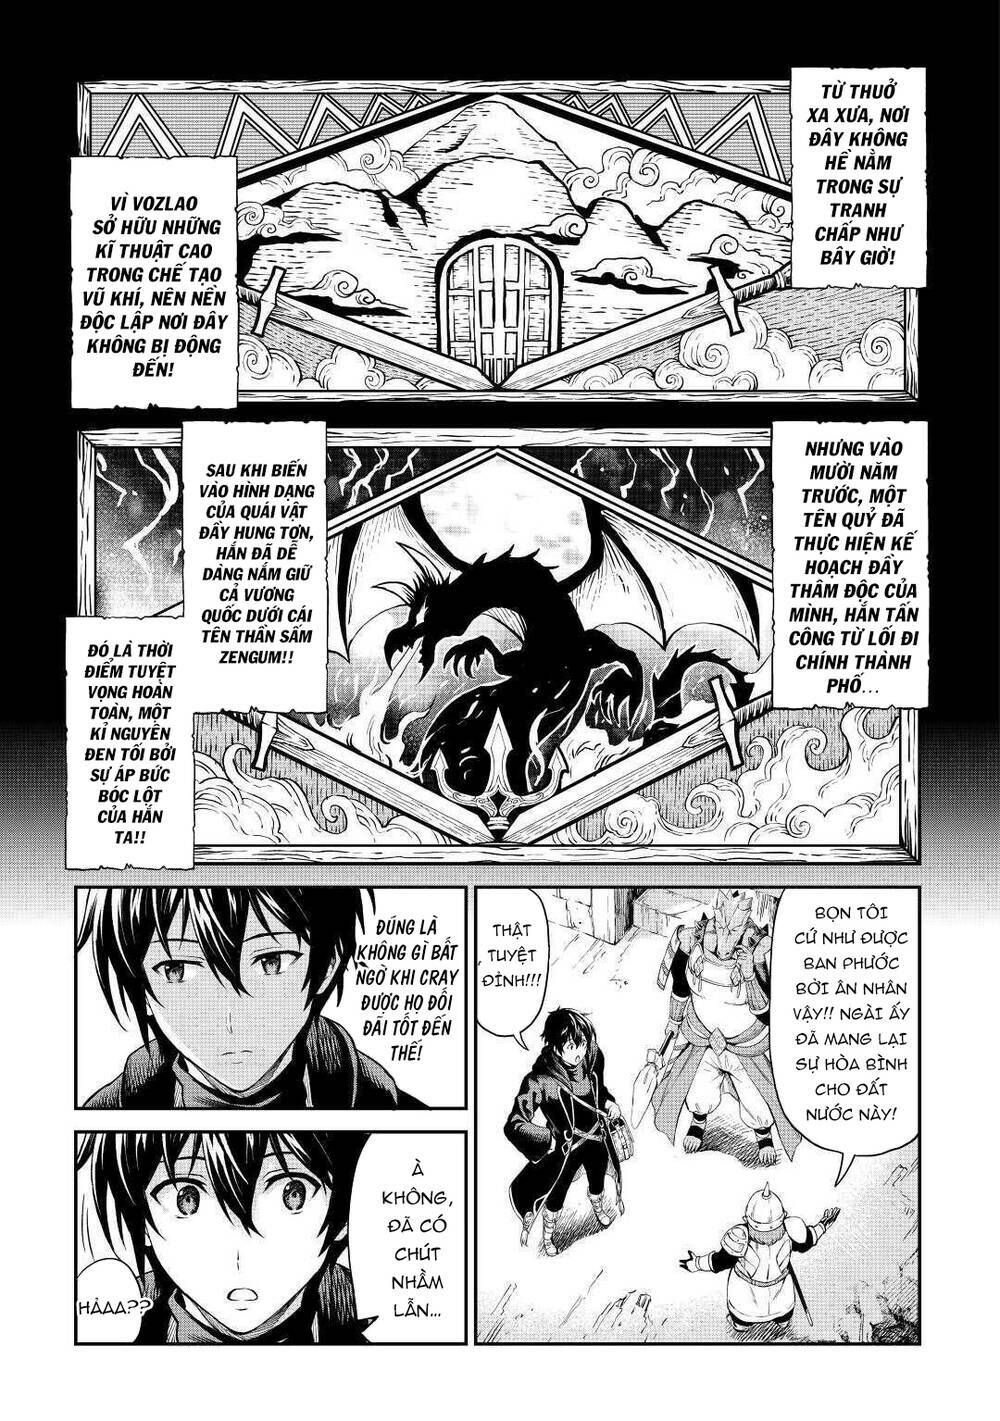 TỪ THUỞ
XA XƯA, NƠI
ĐÂY KHÔNG
HỀ NẰM
TRONG SỰ
TRANH
CHẤP NHƯ
BÂY GIỜ!
VÌ VOZLAO
SỞ HỮU NHỮNG
KĨ THUẬT CAO
TRONG CHẾ TẠO
VŨ KHÍ, NÊN NỀN
ĐỘC LẬP NƠI ĐÂY
KHÔNG BỊ ĐỘNG
ĐẾN!
NHƯNG VÀO
MƯỜI NĂM
TRƯỚC, MỘT
TÊN QUỶ ĐÃ
THỰC HIỆN KẾ
HOẠCH ĐẦY
THÂM ĐỘC CỦA
MÌNH, HẮN TẤN
CÔNG TỪ LỐI ĐI
CHÍNH THÀNH
PHỐ...
SAU KHI BIẾN
VÀO HÌNH DẠNG
CỦA QUÁI VẬT
ĐẦY HUNG TỢN,
HẮN ĐÃ DỄ
DÀNG NẮM GIỮ
CẢ VƯƠNG
QUỐC DƯỚI CÁI
TÊN THẦN SẤM
ZENGUM!!
ĐÓ LÀ THỜI
ĐIỂM TUYỆT
VỌNG HOÀN
TOÀN, MỘT
KỈ NGUYÊN
ĐEN TỐI BỞI
SỰ ÁP BỨC
BÓC LỘT
CỦA HẮN
TA!!
BỌN TÔI
CỨ NHƯ ĐƯỢC
BAN PHƯỚC
BỞI ÂN NHÂN
VẬY!! NGÀI ẤY
ĐÃ MANG LẠI
SỰ HÒA BÌNH
CHO ĐẤT
NƯỚC NÀY!
THẬT
TUYỆT
ĐỈNH!!!
ĐÚNG LÀ
KHÔNG GÌ BẤT
NGỜ KHI CRAY
ĐƯỢC HỌ ĐỐI
ĐÃI TỐT ĐẾN
THẾ!
À
KHÔNG,
ĐÃ CÓ
CHÚT
NHẦM
LẪN...
HẢAA??